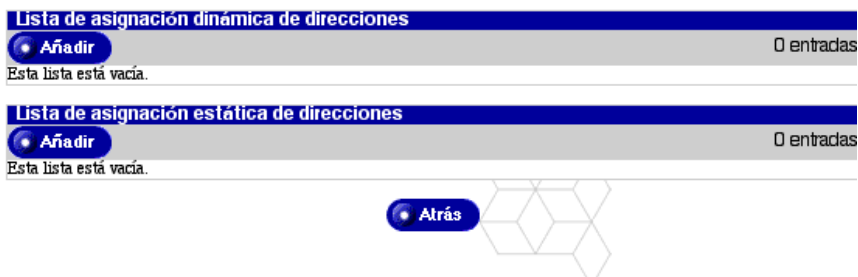 Lista de asignación dinámica de direcciones
Añadir 0 entradas
Esta lista está vacía.
Lista de asignación estática de direcciones
Añadir 0 entradas
Esta lista está vacía.
Atrás